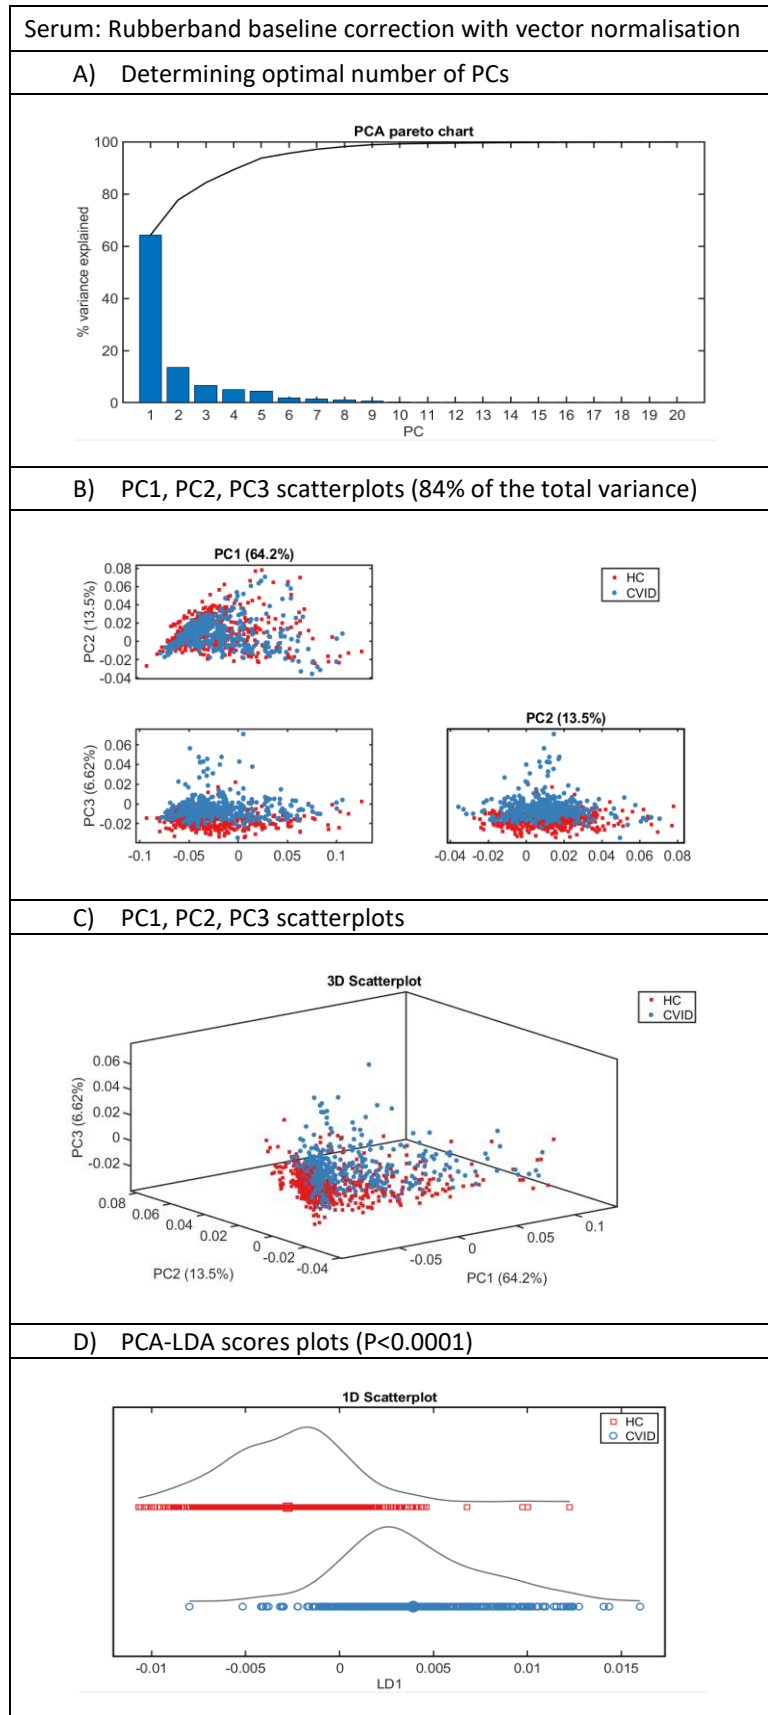 Serum: Rubberband baseline correction with vector normalisation
A) Determining optimal number of PCs
PCA pareto chart
100
80
60
40
20
0
% variance explained
1 2 3 4 5 6 7 8 9 10 11 12 13 14 15 16 17 18 19 20
PC
B) PC1, PC2, PC3 scatterplots (84% of the total variance)
PC1 (64.2%)
HC
CVID
0.08
0.06
0.04
0.02
0
-0.02
-0.04
PC2 (13.5%)
PC2 (13.5%)
0.06
0.04
0.02
0
-0.02
PC3 (6.62%)
-0.1 -0.05 0 0.05 0.1
-0.04 -0.02 0 0.02 0.04 0.06 0.08
C) PC1, PC2, PC3 scatterplots
3D Scatterplot
HC
CVID
0.06
0.04
0.02
0
-0.02
PC3 (6.62%)
0.08
0.06
0.04
0.02
0
-0.02
-0.04
PC2 (13.5%)
-0.05
0
0.05
0.1
PC1 (64.2%)
D) PCA-LDA scores plots (P<0.0001)
1D Scatterplot
HC
CVID
-0.01 -0.005 0 0.005 0.01 0.015
LD1